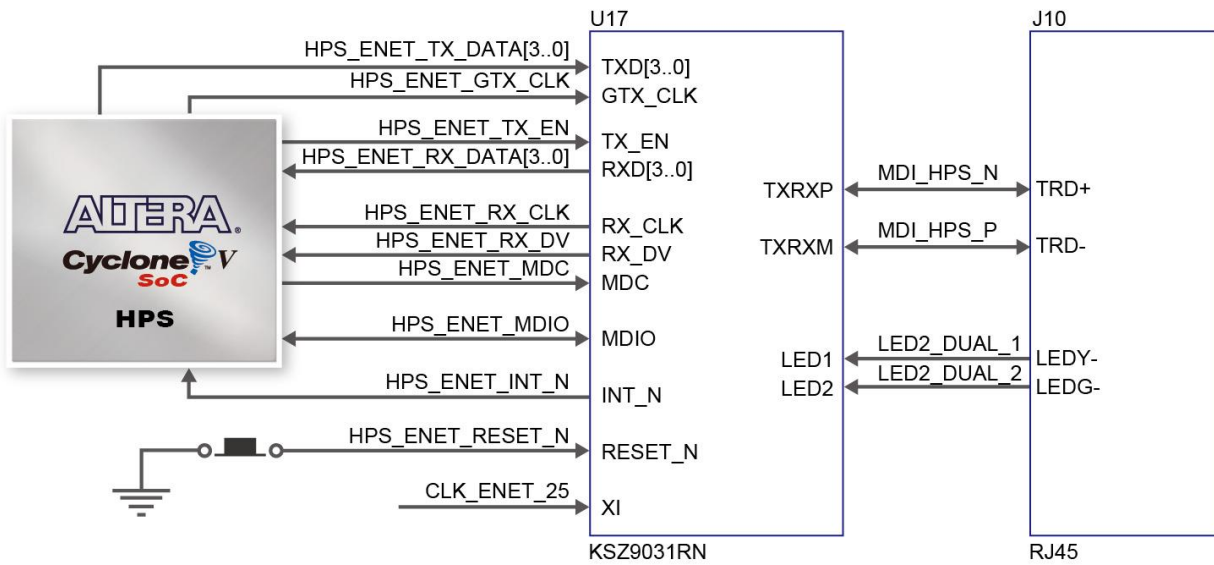 U17
J10
HPS_ENET_TX_DATA[3..0]
TXD[3..0]
HPS_ENET_GTX_CLK
GTX_CLK
HPS_ENET_TX_EN
TX_EN
HPS_ENET_RX_DATA[3..0]
RXD[3..0]
TXRXP
MDI_HPS_N
TRD+
ALTERA®
HPS_ENET_RX_CLK
RX_CLK
Cyclone™ V
HPS_ENET_RX_DV
RX_DV
TXRXM
MDI_HPS_P
TRD-
SoC
HPS_ENET_MDC
MDC
HPS
HPS_ENET_MDIO
MDIO
LED1
LED2_DUAL_1
LEDY-
HPS_ENET_INT_N
INT_N
LED2
LED2_DUAL_2
LEDG-
HPS_ENET_RESET_N
RESET_N
CLK_ENET_25
XI
KSZ9031RN
RJ45